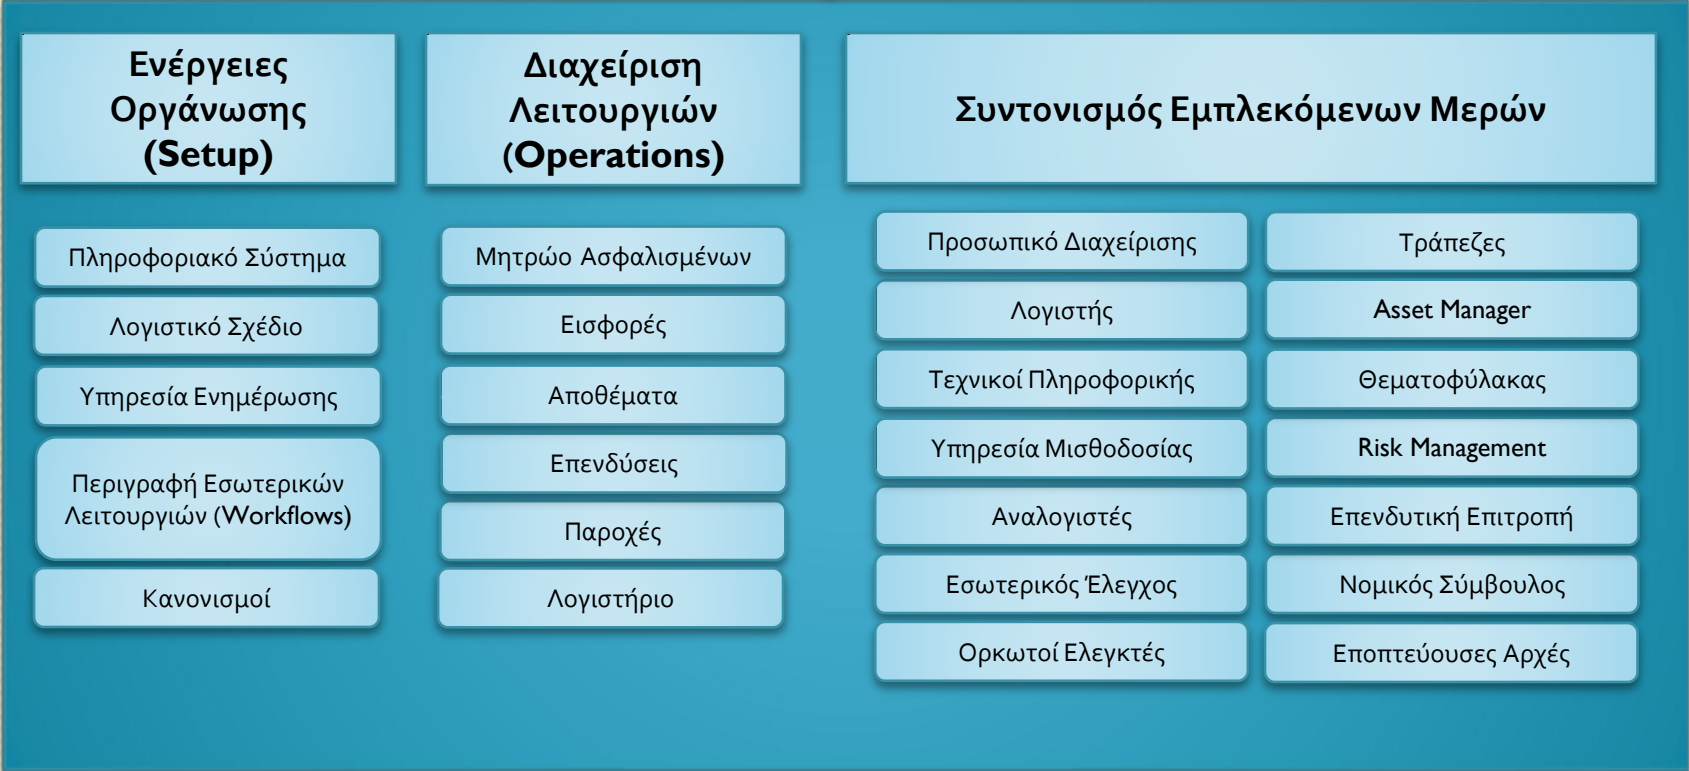 Ενέργειες
Οργάνωσης
(Setup)
Διαχείριση
Λειτουργιών
(Operations)
Συντονισμός Εμπλεκόμενων Μερών
Πληροφοριακό Σύστημα
Λογιστικό Σχέδιο
Υπηρεσία Ενημέρωσης
Περιγραφή Εσωτερικών
Λειτουργιών (Workflows)
Κανονισμοί
Μητρώο Ασφαλισμένων
Εισφορές
Αποθέματα
Επενδύσεις
Παροχές
Λογιστήριο
Προσωπικό Διαχείρισης
Λογιστής
Τεχνικοί Πληροφορικής
Υπηρεσία Μισθοδοσίας
Αναλογιστές
Εσωτερικός Έλεγχος
Ορκωτοί Ελεγκτές
Τράπεζες
Asset Manager
Θεματοφύλακας
Risk Management
Επενδυτική Επιτροπή
Νομικός Σύμβουλος
Εποπτεύουσες Αρχές